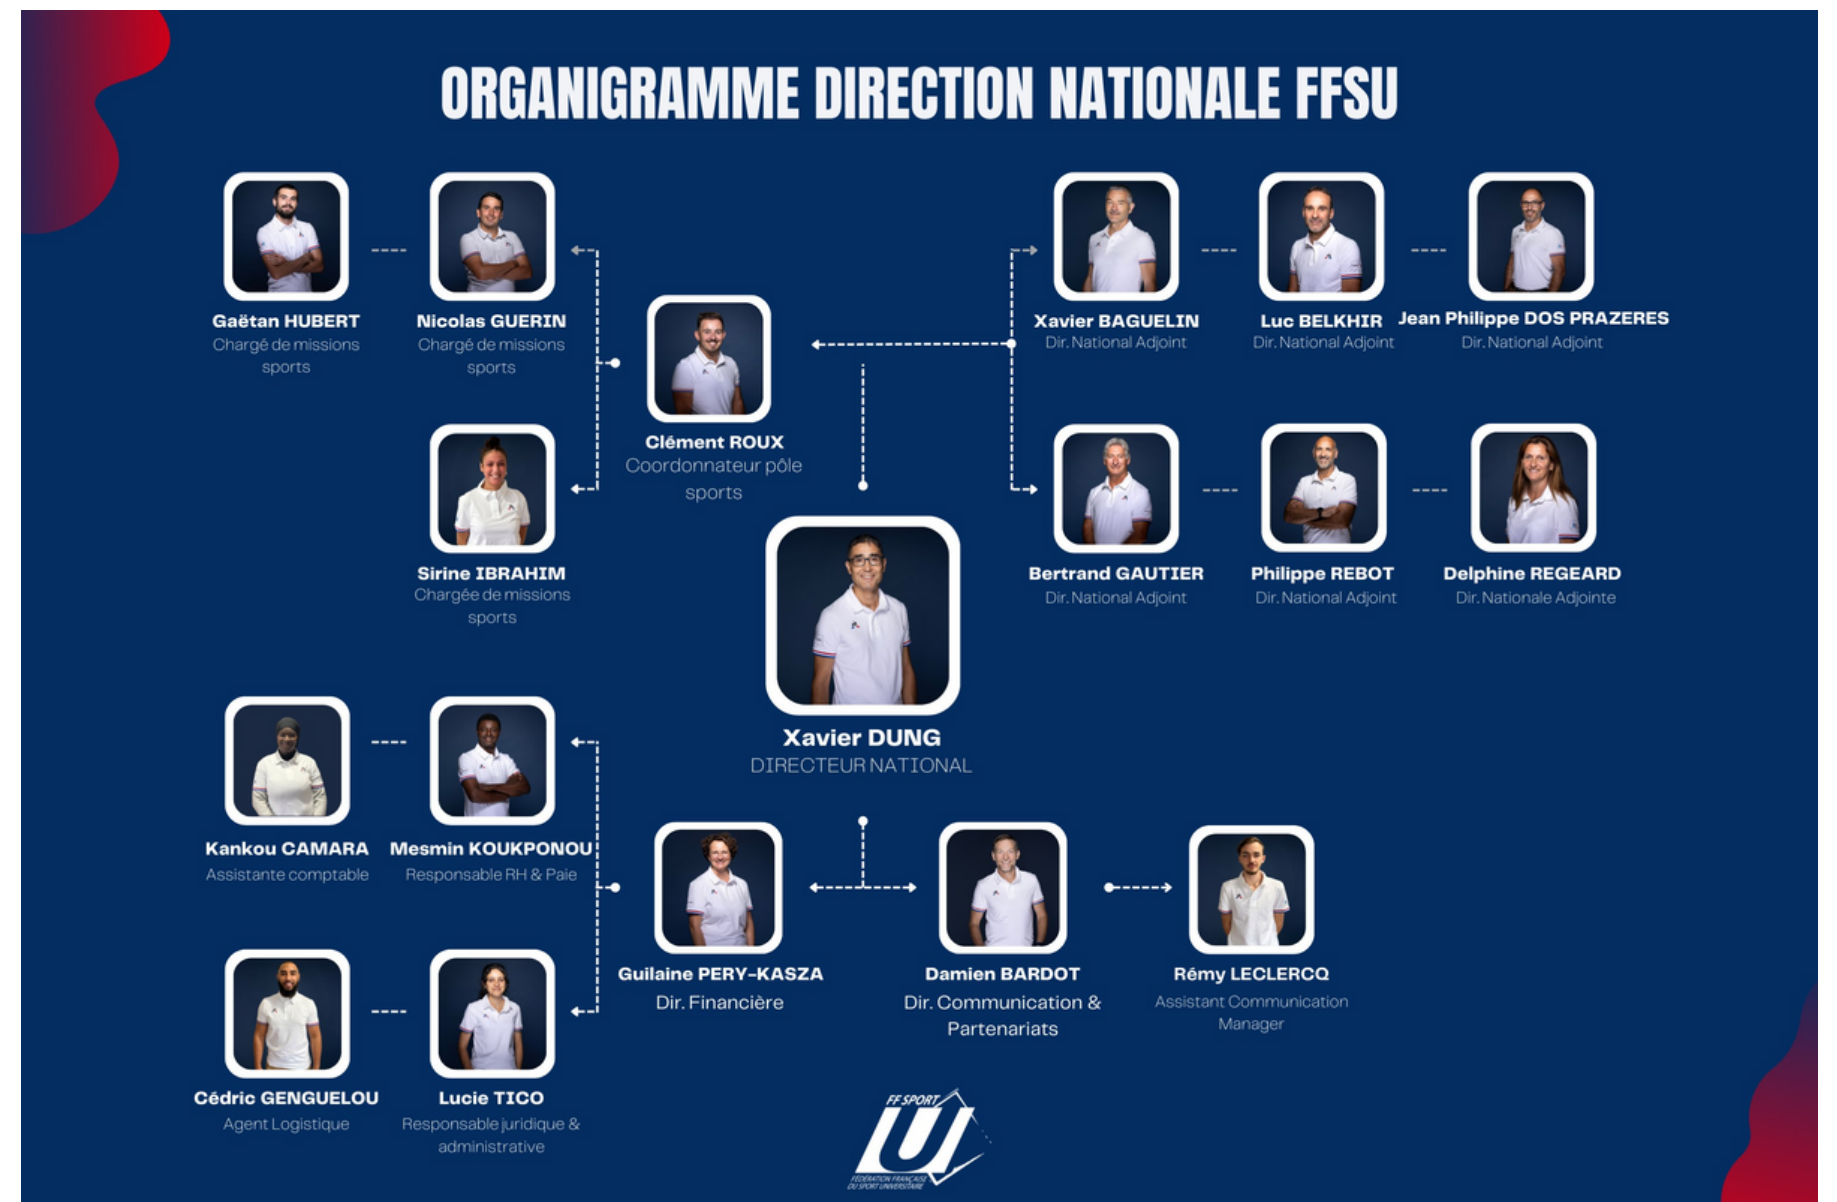 ORGANIGRAMME DIRECTION NATIONALE FFSU
Gaëtan HUBERT
Chargé de missions
sports
Nicolas GUERIN
Chargé de missions
sports
Clément ROUX
Coordonnateur pôle
sports
Sirine IBRAHIM
Chargée de missions
sports
Xavier BAGUELIN
Dir. National Adjoint
Luc BELKHIR
Dir. National Adjoint
Jean Philippe DOS PRAZERES
Dir. National Adjoint
Bertrand GAUTIER
Dir. National Adjoint
Philippe REBOT
Dir. National Adjoint
Delphine REGEARD
Dir. Nationale Adjointe
Xavier DUNG
DIRECTEUR NATIONAL
Kankou CAMARA
Assistante comptable
Mesmin KOUKPONOU
Responsable RH & Paie
Guilaine PERY-KASZA
Dir. Financière
Damien BARDOT
Dir. Communication &
Partenariats
Rémy LECLERCQ
Assistant Communication
Manager
Cédric GENGUELOU
Agent Logistique
Lucie TICO
Responsable juridique &
administrative
FF SPORT
U
FÉDÉRATION FRANÇAISE
DU SPORT UNIVERSITAIRE